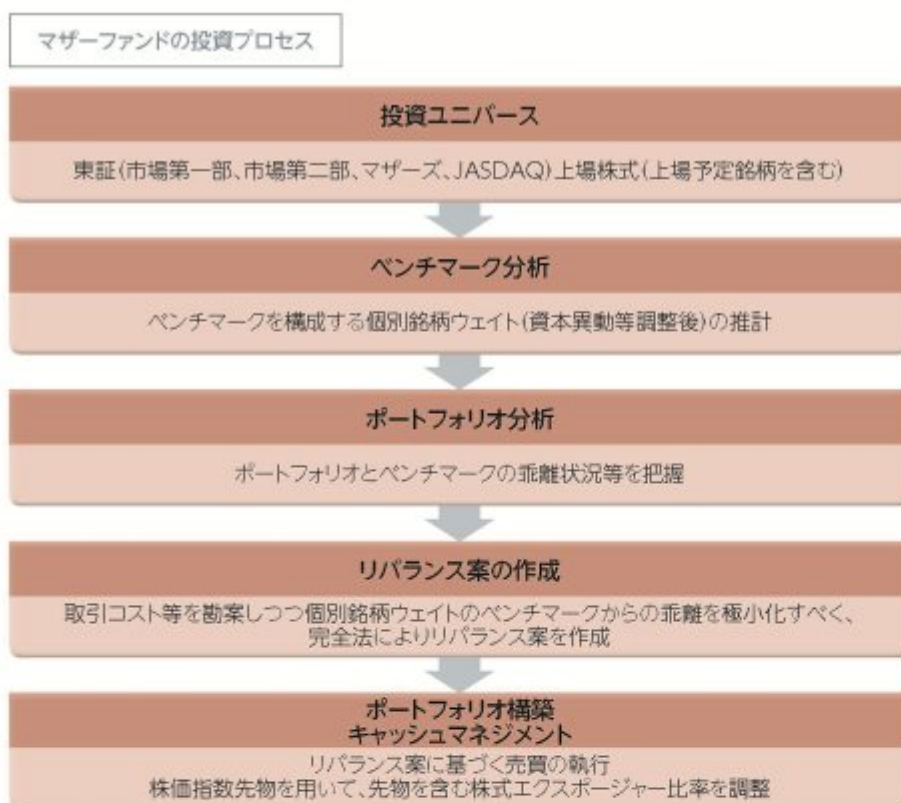 マザーファンドの投資プロセス
投資ユニバース
東証(市場第一部、市場第二部、マザーズ、JASDAQ)上場株式(上場予定銘柄を含む)
ベンチマーク分析
ベンチマークを構成する個別銘柄ウェイト(資本異動等調整後)の推計
ポートフォリオ分析
ポートフォリオとベンチマークの乖離状況等を把握
リバランス案の作成
取引コスト等を勘案しつつ個別銘柄ウェイトのベンチマークからの乖離を極小化すべく、
完全法によりリバランス案を作成
ポートフォリオ構築
キャッシュマネジメント
リバランス案に基づく売買の執行
株価指数先物を用いて、先物を含む株式エクスポージャー比率を調整